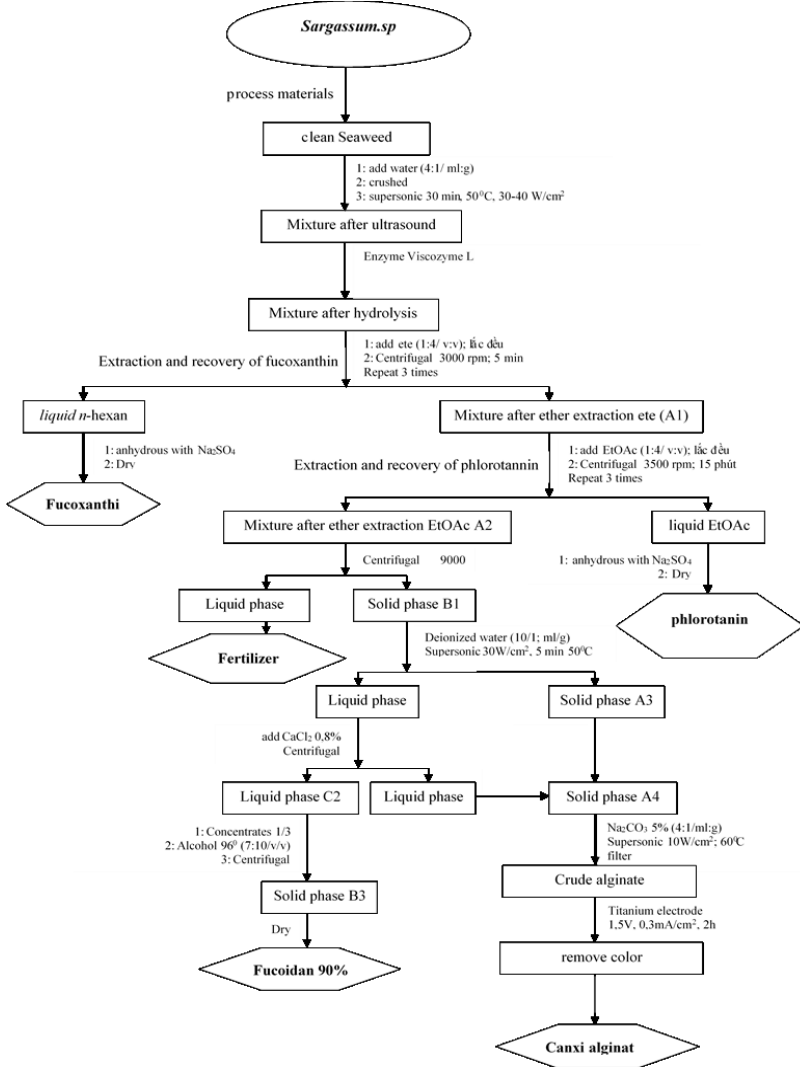 Sargassum.sp
process materials
clean Seaweed
1: add water (4:1/ ml:g)
2: crushed
3: supersonic 30 min, 50⁰C, 30-40 W/cm²
Mixture after ultrasound
Enzyme Viscozyme L
Mixture after hydrolysis
1: add ete (1:4/ v:v); lắc đều
2: Centrifugal 3000 rpm; 5 min
Repeat 3 times
Extraction and recovery of fucoxanthin
liquid n-hexan
Mixture after ether extraction ete (A1)
1: anhydrous with Na₂SO₄
2: Dry
Fucoxanthi
1: add EtOAc (1:4/ v:v); lắc đều
2: Centrifugal 3500 rpm; 15 phút
Repeat 3 times
Extraction and recovery of phlorotannin
Mixture after ether extraction EtOAc A2
liquid EtOAc
Centrifugal 9000
1: anhydrous with Na₂SO₄
2: Dry
phlorotanin
Liquid phase
Solid phase B1
Fertilizer
Deionized water (10/1; ml/g)
Supersonic 30W/cm², 5 min 50⁰C
Liquid phase
Solid phase A3
add CaCl₂ 0,8%
Centrifugal
Liquid phase C2
Liquid phase
Solid phase A4
1: Concentrates 1/3
2: Alcohol 96⁰ (7:10/v/v)
3: Centrifugal
Na₂CO₃ 5% (4:1/ml:g)
Supersonic 10W/cm²; 60⁰C
filter
Solid phase B3
Crude alginate
Dry
Titanium electrode
1,5V, 0,3mA/cm², 2h
Fucoidan 90%
remove color
Canxi alginat